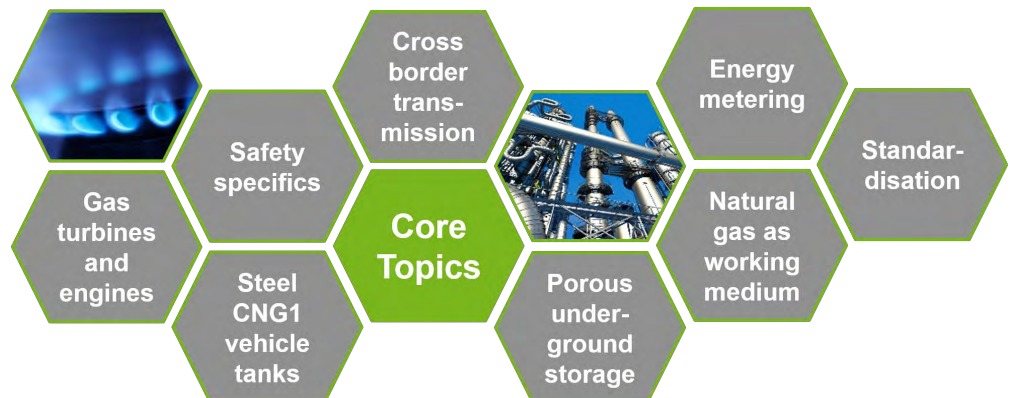 Cross
border
trans-
mission
Energy
metering
Safety
specifics
Standar-
disation
Gas
turbines
and
engines
Core
Topics
Natural
gas as
working
medium
Steel
CNG1
vehicle
tanks
Porous
under-
ground
storage